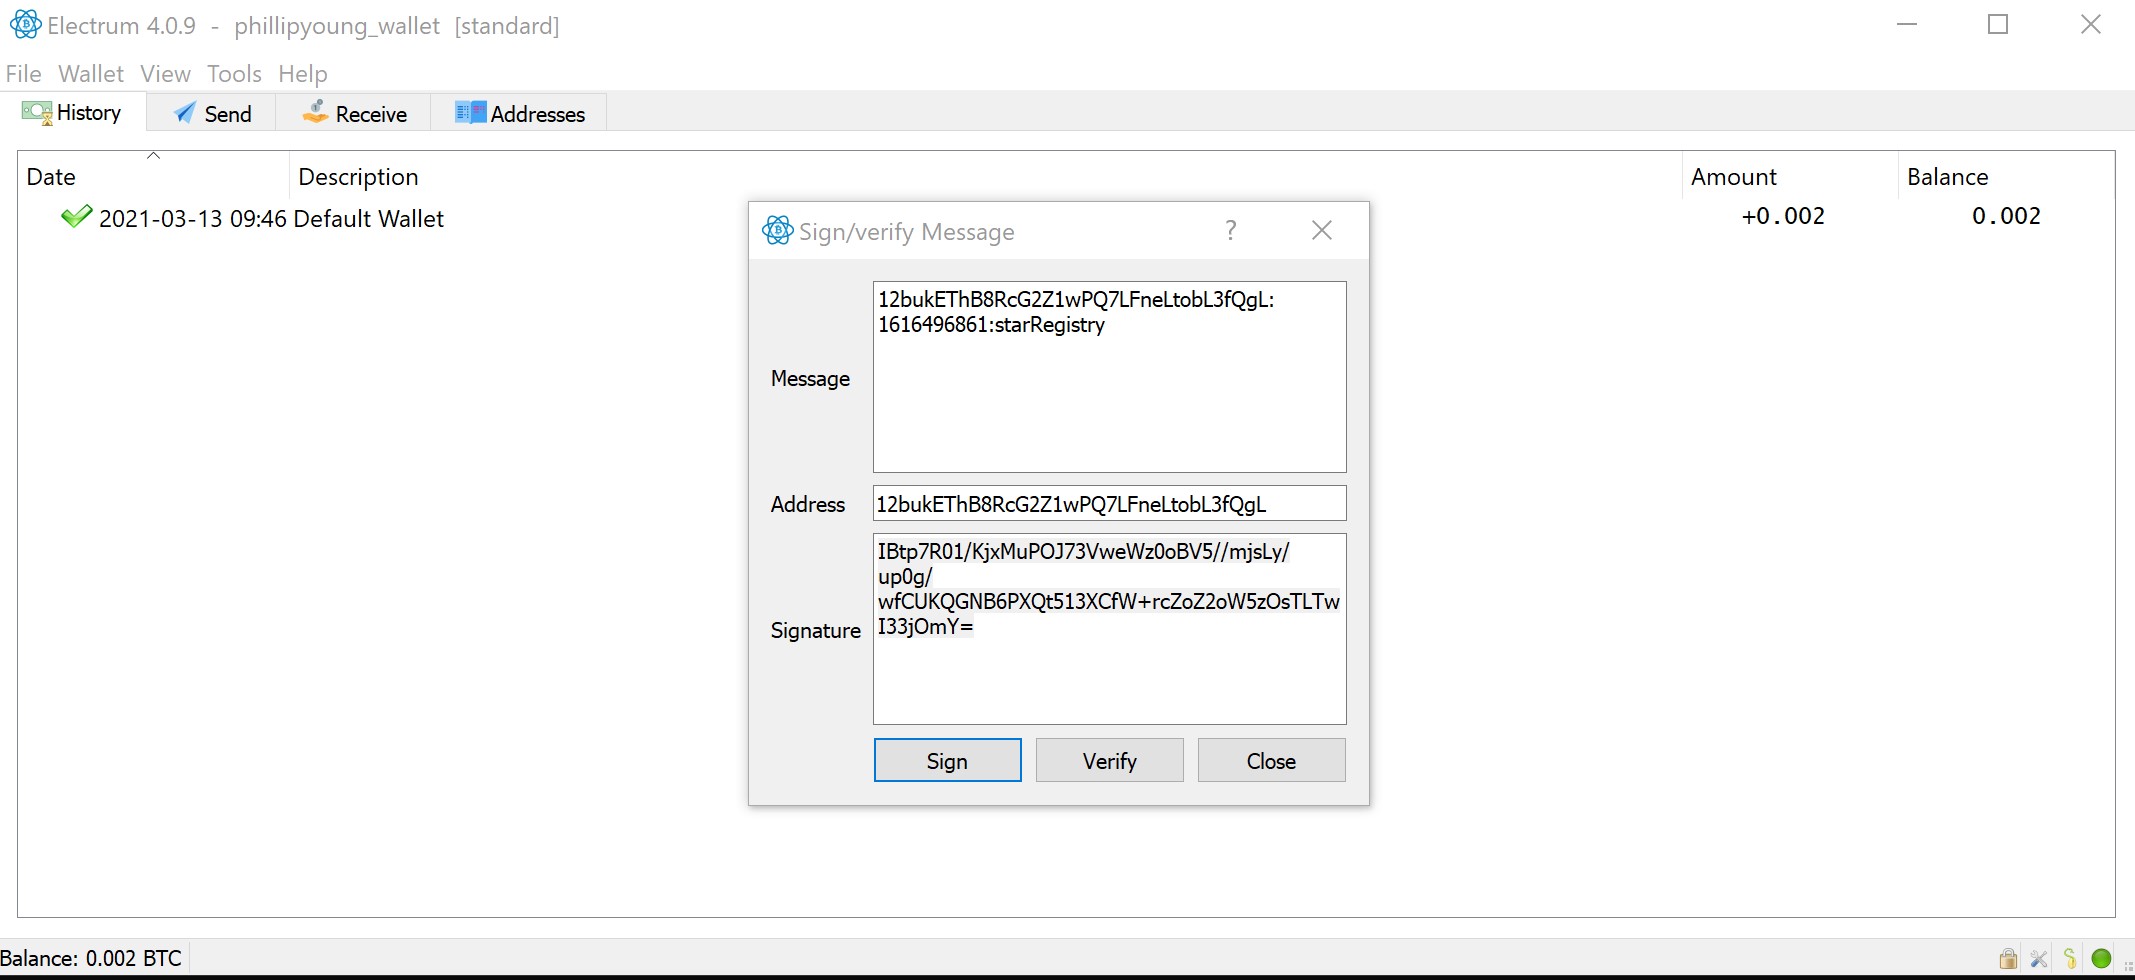 Electrum 4.0.9 - phillipyoung_wallet [standard]
File Wallet View Tools Help
History Send Receive Addresses
Date Description Amount Balance
2021-03-13 09:46 Default Wallet +0.002 0.002
Sign/verify Message ?
Message
12bukEThB8RcG2Z1wPQ7LFneLtobL3fQgL:
1616496861:starRegistry
Address 12bukEThB8RcG2Z1wPQ7LFneLtobL3fQgL
Signature
IBtp7R01/KjxMuPOJ73VweWz0oBV5//mjsLy/
up0g/
wfCUKQGNB6PXQt513XCfW+rcZoZ2oW5zOsTLTw
I33jOmY=
Sign Verify Close
Balance: 0.002 BTC